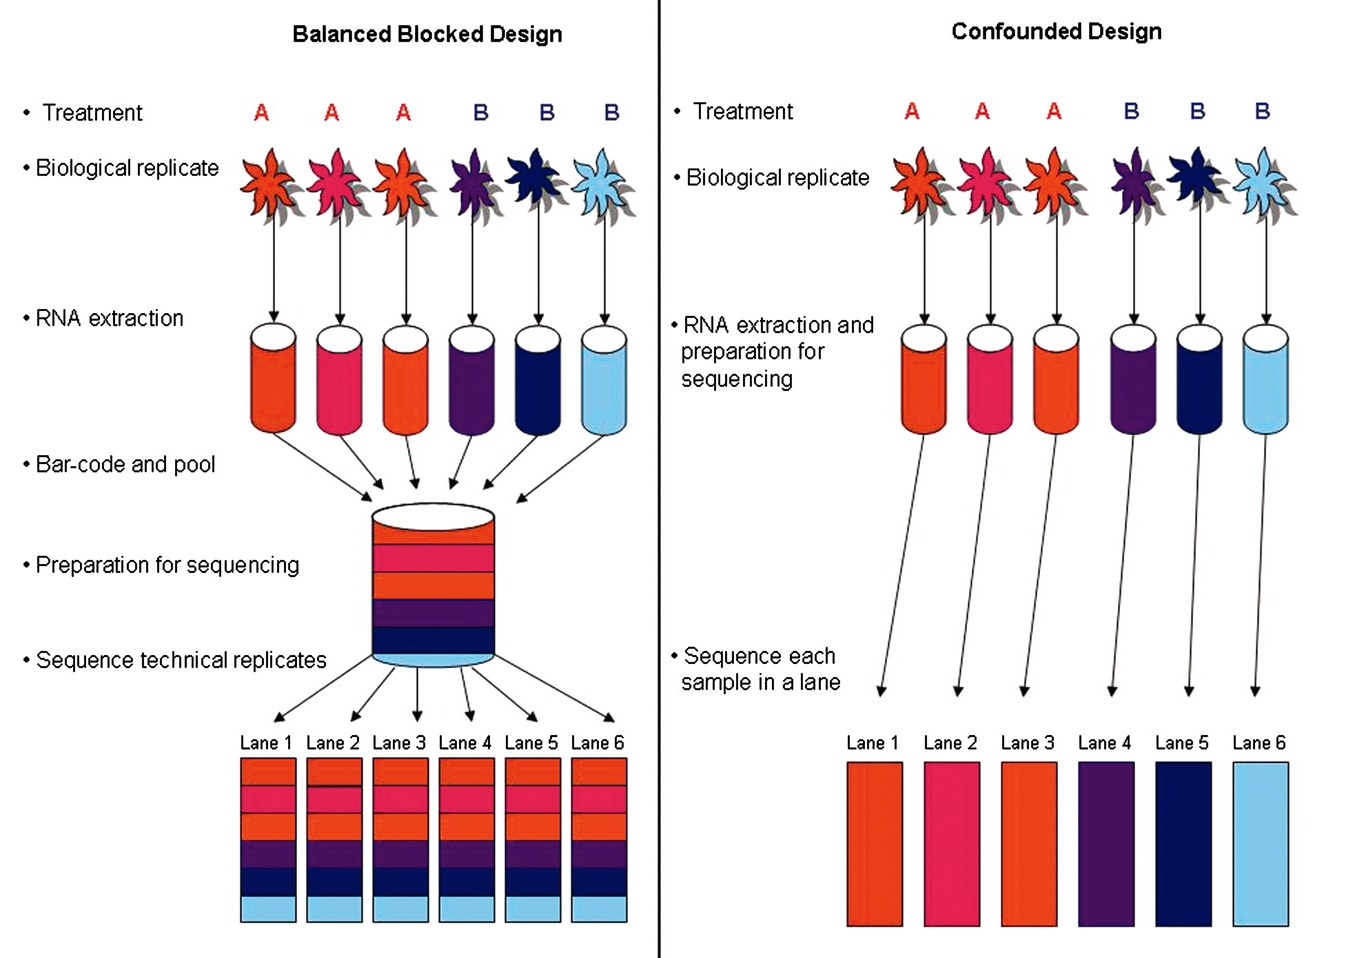 Balanced Blocked Design
• Treatment A A A B B B
• Biological replicate
• RNA extraction
• Bar-code and pool
• Preparation for sequencing
• Sequence technical replicates
Lane 1 Lane 2 Lane 3 Lane 4 Lane 5 Lane 6
Confounded Design
• Treatment A A A B B B
• Biological replicate
• RNA extraction and
preparation for
sequencing
• Sequence each
sample in a lane
Lane 1 Lane 2 Lane 3 Lane 4 Lane 5 Lane 6